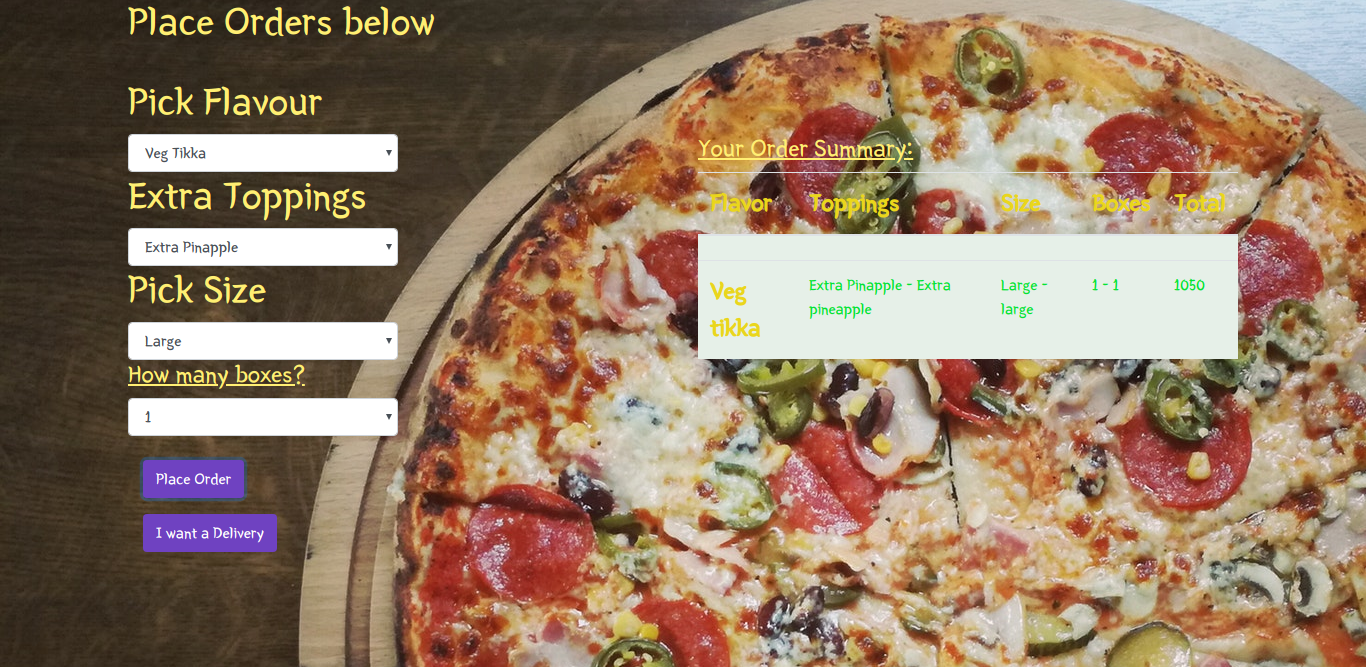 Place Orders below
Pick Flavour
Veg Tikka
Extra Toppings
Extra Pinapple
Pick Size
Large
How many boxes?
1
Place Order
I want a Delivery
Your Order Summary:
Flavor Toppings Size Boxes Total
Veg Extra Pinapple - Extra Large - 1 - 1 1050
tikka pineapple large